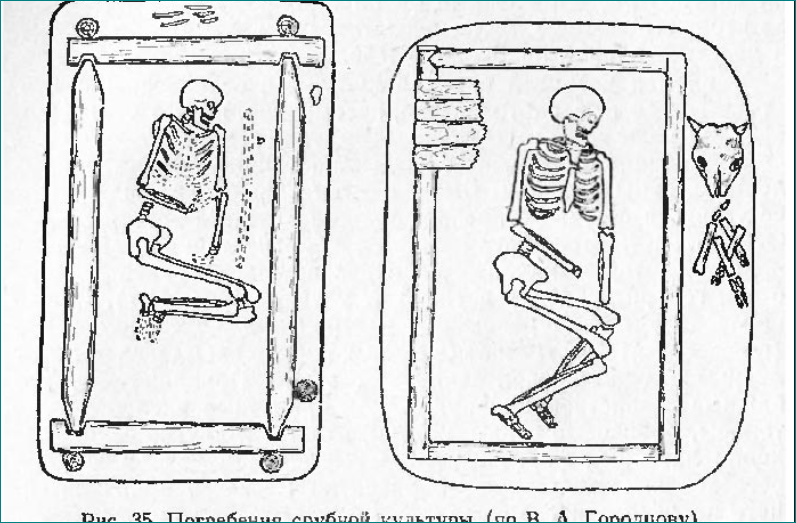 Рис. 35. Погребения срубной культуры (по В. А. Городцову)